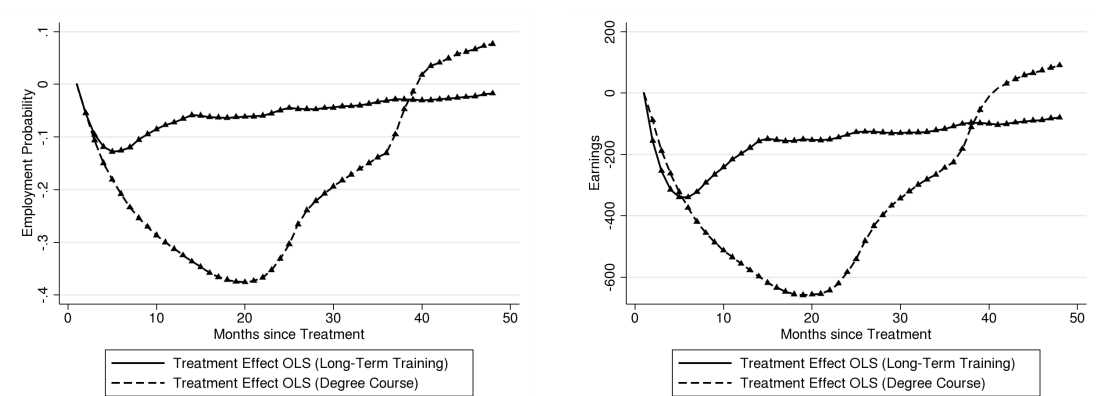 .1
0
-.1
-.2
-.3
-.4
Employment Probability
0 10 20 30 40 50
Months since Treatment
Treatment Effect OLS (Long-Term Training)
Treatment Effect OLS (Degree Course)
200
0
-200
-400
-600
Earnings
0 10 20 30 40 50
Months since Treatment
Treatment Effect OLS (Long-Term Training)
Treatment Effect OLS (Degree Course)